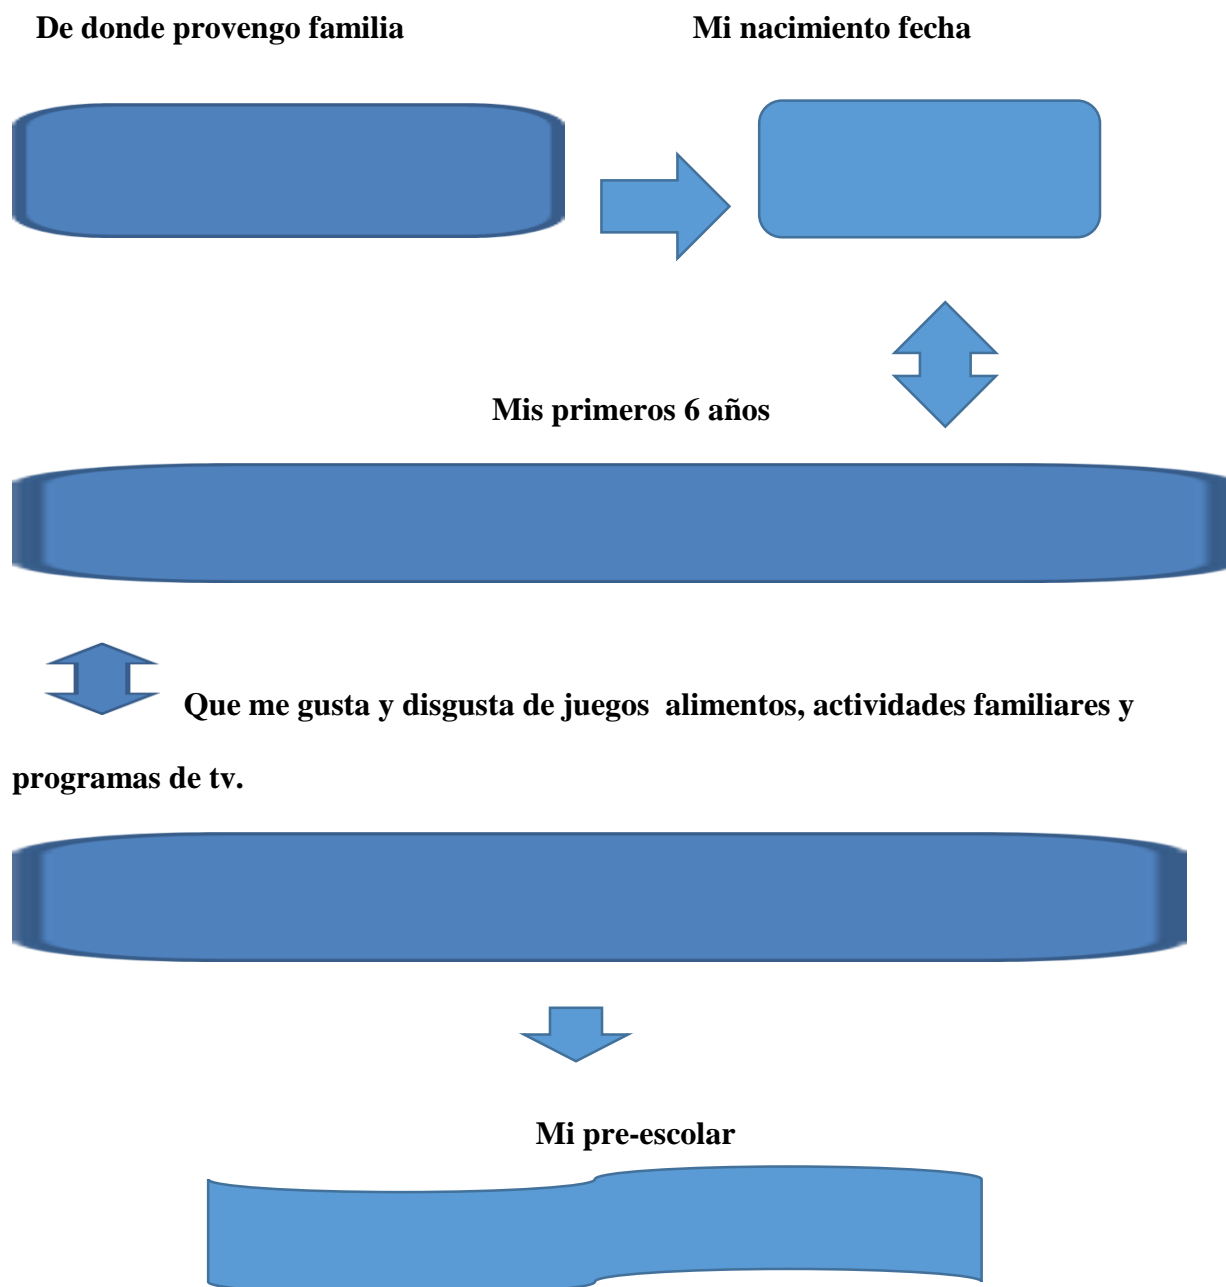 De donde provengo familia Mi nacimiento fecha
Mis primeros 6 años
Que me gusta y disgusta de juegos  alimentos, actividades familiares y
programas de tv.
Mi pre-escolar